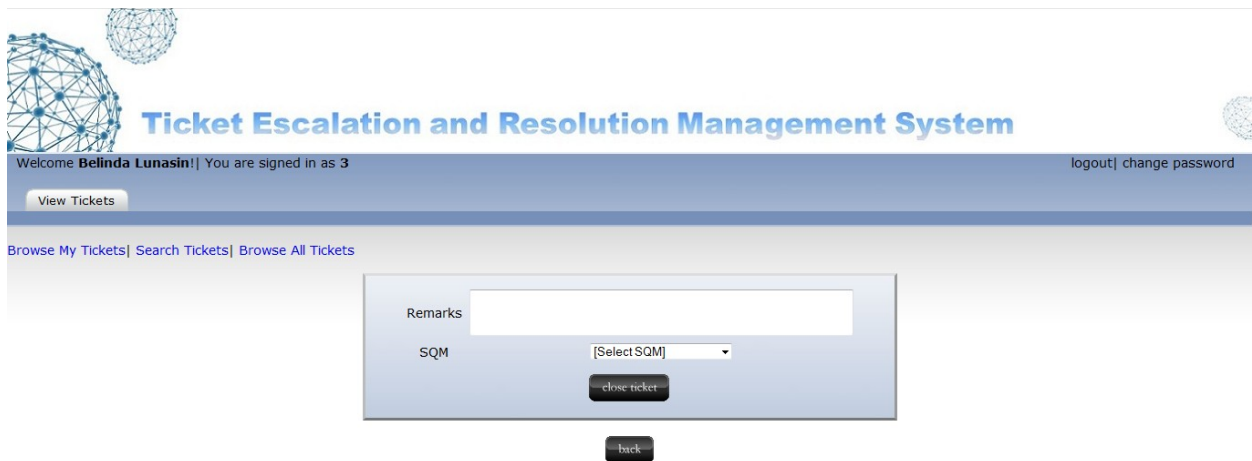 Ticket Escalation and Resolution Management System
Welcome Belinda Lunasin!| You are signed in as 3
logout| change password
View Tickets
Browse My Tickets| Search Tickets| Browse All Tickets
Remarks
SQM
[Select SQM]
close ticket
back